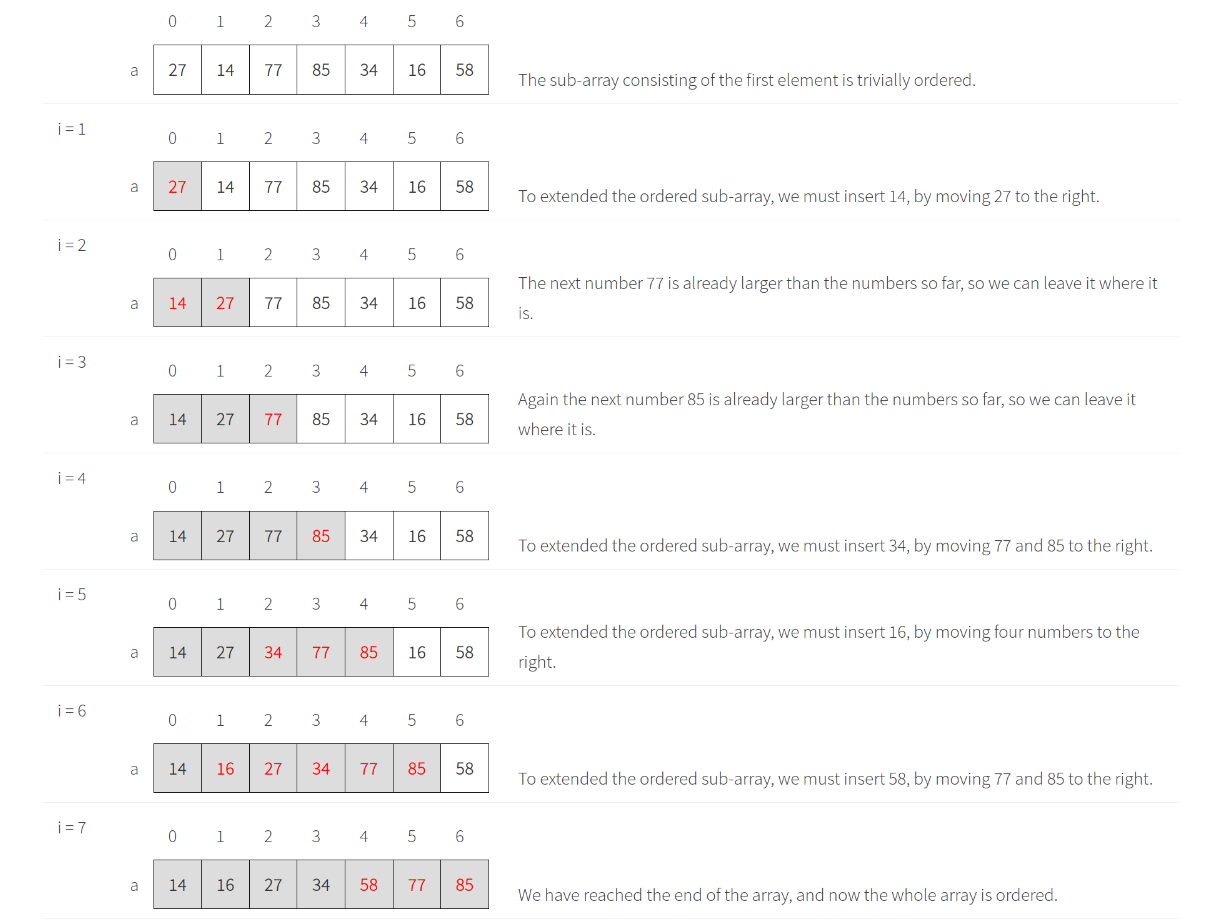 0 1 2 3 4 5 6
a 27 14 77 85 34 16 58
The sub-array consisting of the first element is trivially ordered.
i = 1
0 1 2 3 4 5 6
a 27 14 77 85 34 16 58
To extended the ordered sub-array, we must insert 14, by moving 27 to the right.
i = 2
0 1 2 3 4 5 6
a 14 27 77 85 34 16 58
The next number 77 is already larger than the numbers so far, so we can leave it where it
is.
i = 3
0 1 2 3 4 5 6
a 14 27 77 85 34 16 58
Again the next number 85 is already larger than the numbers so far, so we can leave it
where it is.
i = 4
0 1 2 3 4 5 6
a 14 27 77 85 34 16 58
To extended the ordered sub-array, we must insert 34, by moving 77 and 85 to the right.
i = 5
0 1 2 3 4 5 6
a 14 27 34 77 85 16 58
To extended the ordered sub-array, we must insert 16, by moving four numbers to the
right.
i = 6
0 1 2 3 4 5 6
a 14 16 27 34 77 85 58
To extended the ordered sub-array, we must insert 58, by moving 77 and 85 to the right.
i = 7
0 1 2 3 4 5 6
a 14 16 27 34 58 77 85
We have reached the end of the array, and now the whole array is ordered.